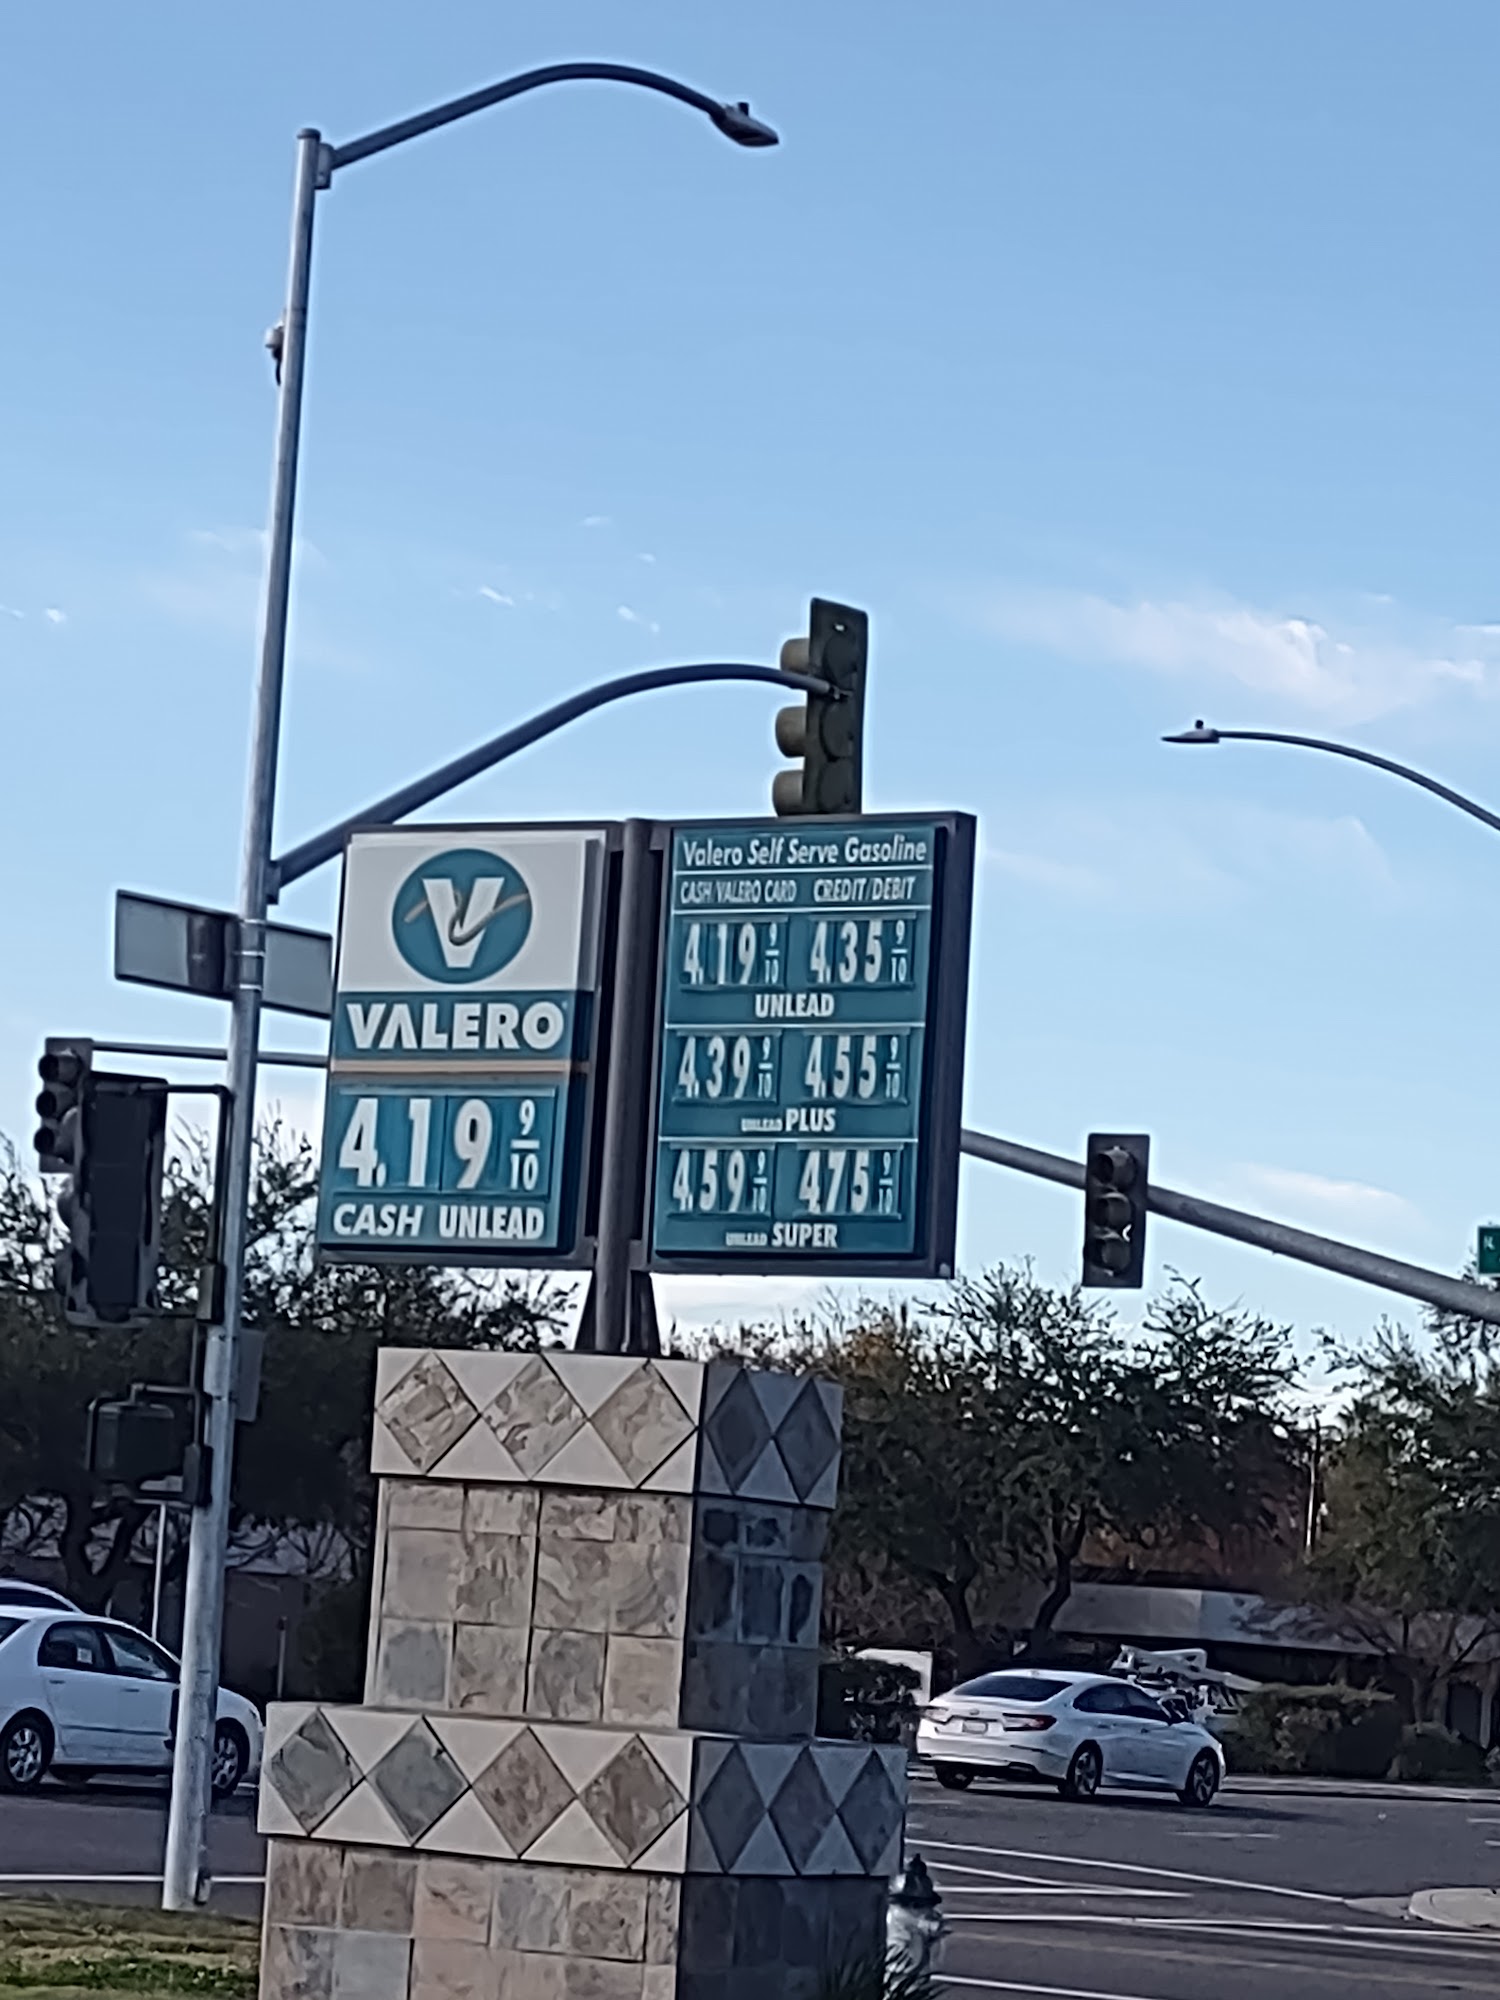 V
VALERO
4.19 9/10
CASH UNLEAD
Valero Self Serve Gasoline
CASH/VALERO CARD CREDIT/DEBIT
4.19 9/10 4.35 9/10
UNLEAD
4.39 9/10 4.55 9/10
UNLEAD PLUS
4.59 9/10 4.75 9/10
UNLEAD SUPER
N.